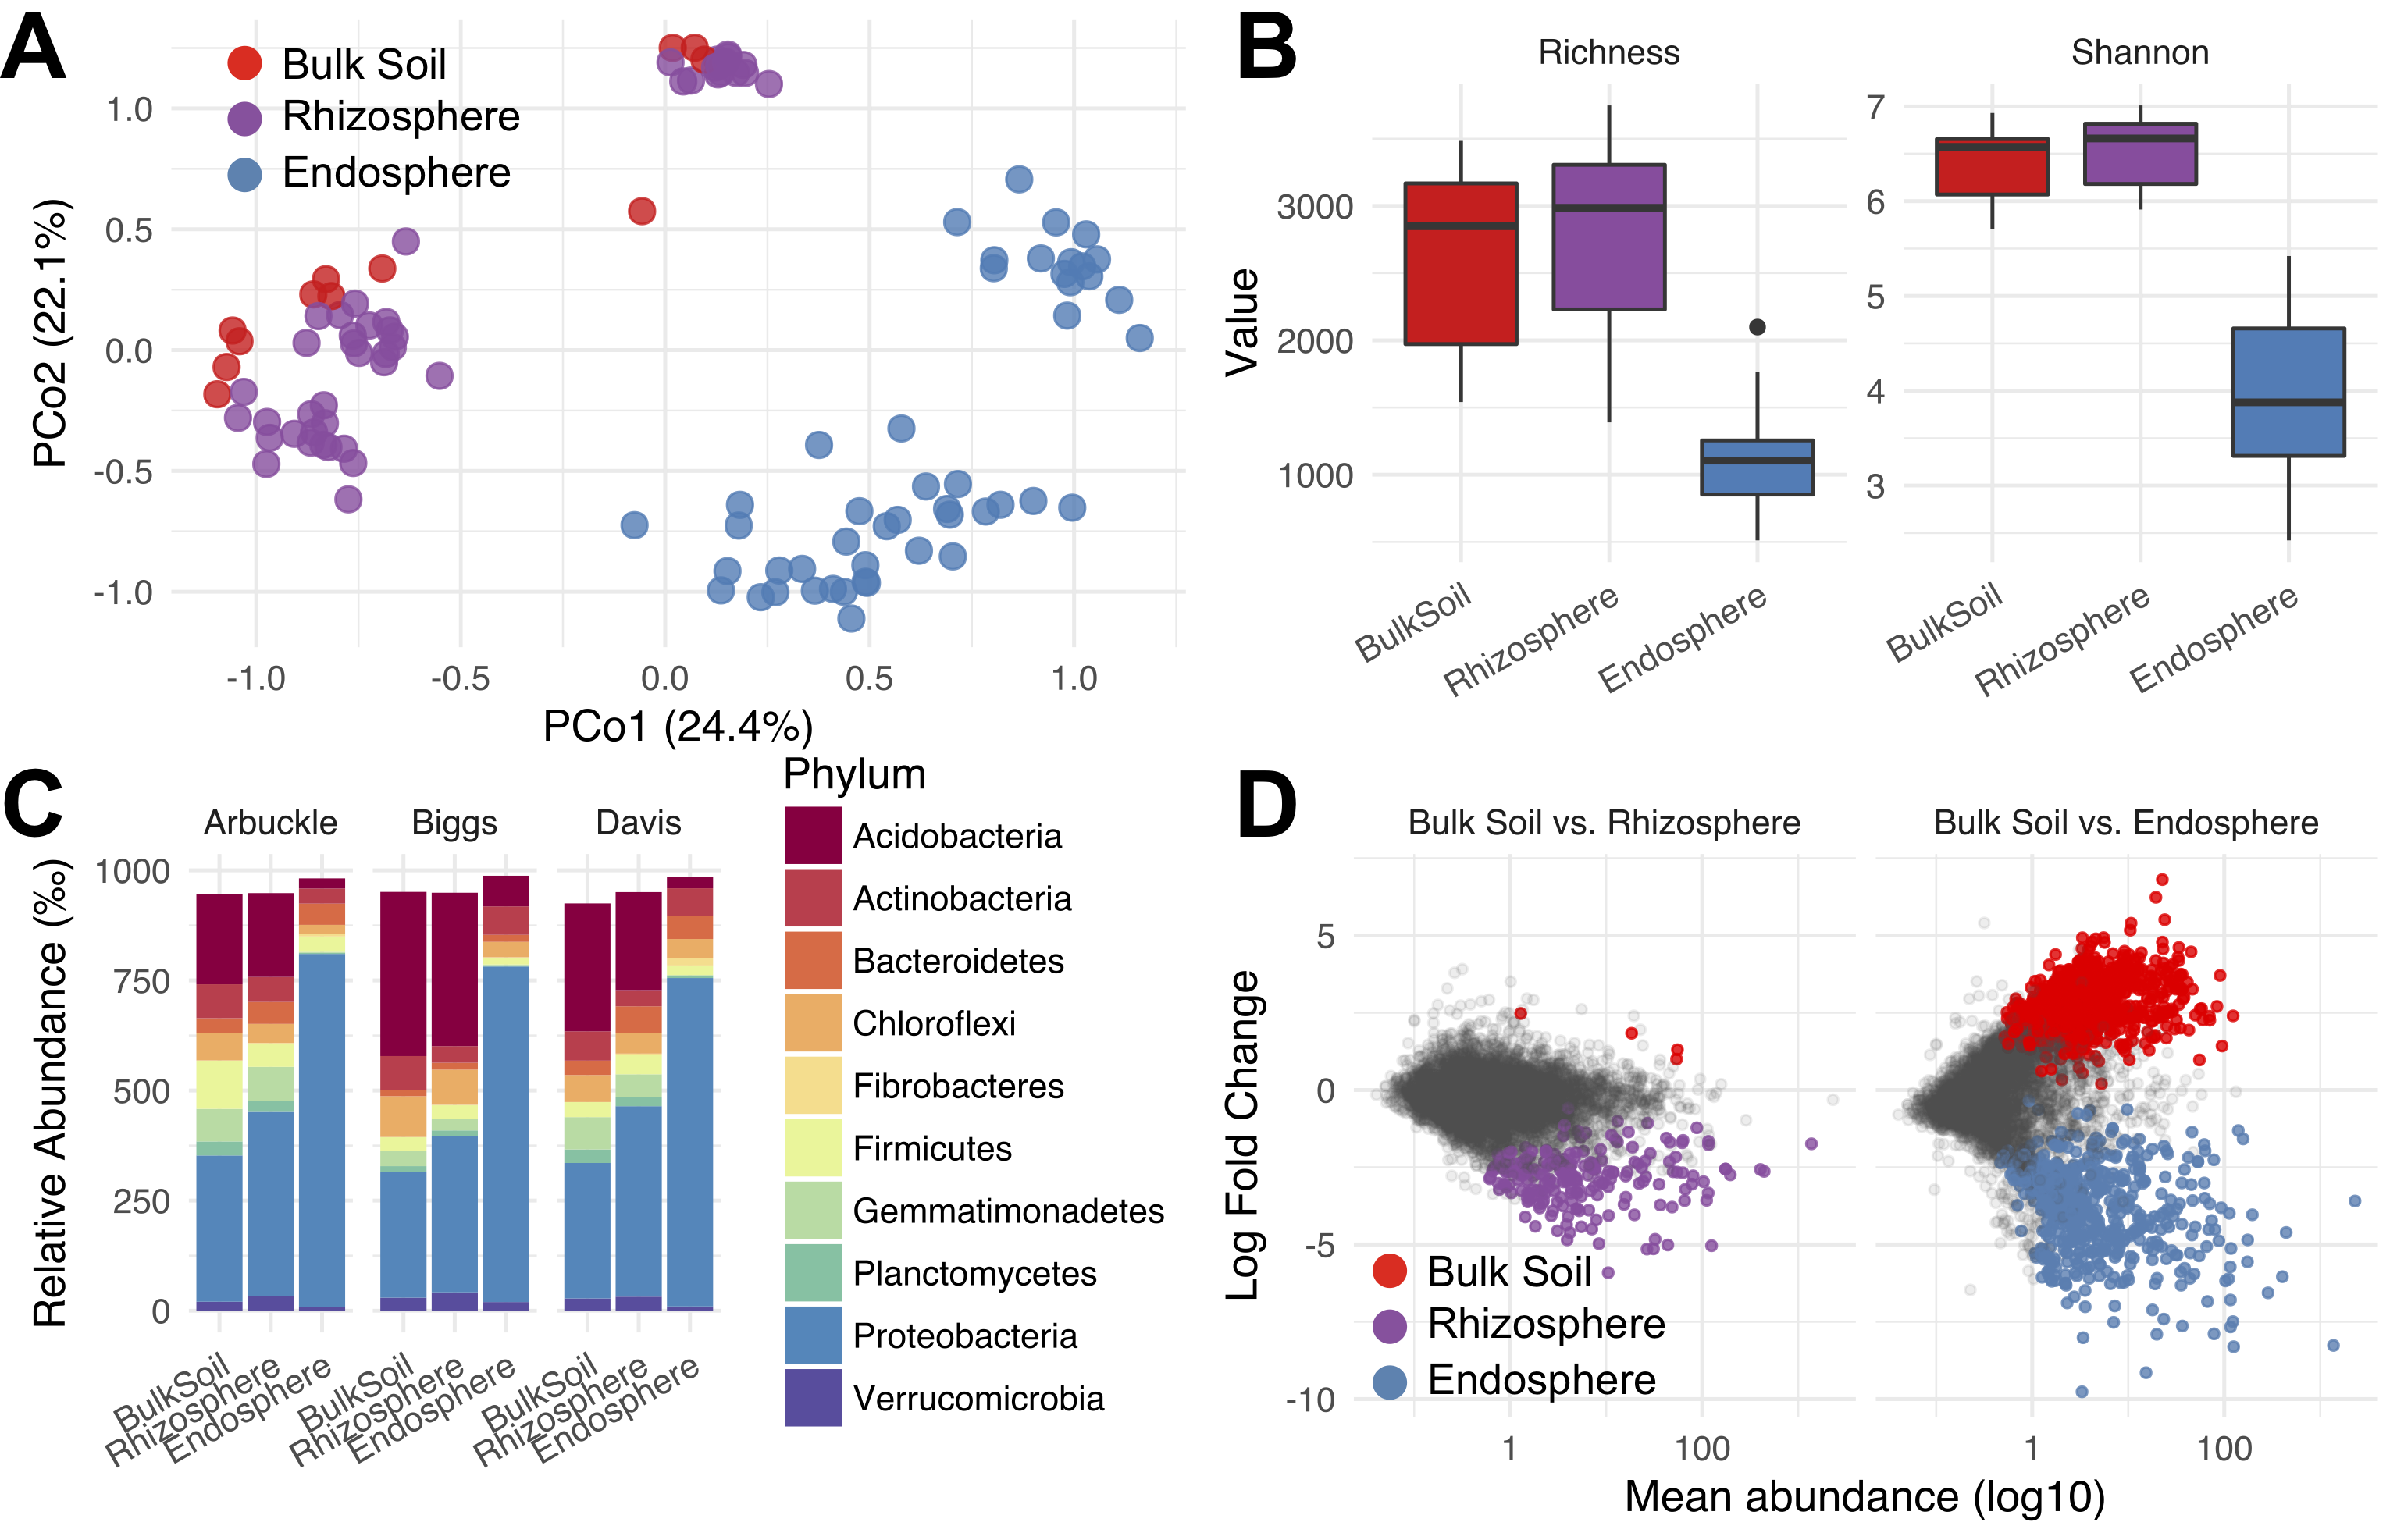 A
Bulk Soil
Rhizosphere
Endosphere
1.0
0.5
0.0
-0.5
-1.0
PCo2 (22.1%)
-1.0
-0.5
0.0
0.5
1.0
PCo1 (24.4%)
B
Richness
Shannon
Value
3000
2000
1000
7
6
5
4
3
BulkSoil
Rhizosphere
Endosphere
BulkSoil
Rhizosphere
Endosphere
C
Arbuckle
Biggs
Davis
Relative Abundance (‰)
1000
750
500
250
0
BulkSoil
Rhizosphere
Endosphere
BulkSoil
Rhizosphere
Endosphere
BulkSoil
Rhizosphere
Endosphere
Phylum
Acidobacteria
Actinobacteria
Bacteroidetes
Chloroflexi
Fibrobacteres
Firmicutes
Gemmatimonadetes
Planctomycetes
Proteobacteria
Verrucomicrobia
D
Bulk Soil vs. Rhizosphere
Bulk Soil vs. Endosphere
Log Fold Change
5
0
-5
-10
Bulk Soil
Rhizosphere
Endosphere
1
100
1
100
Mean abundance (log10)